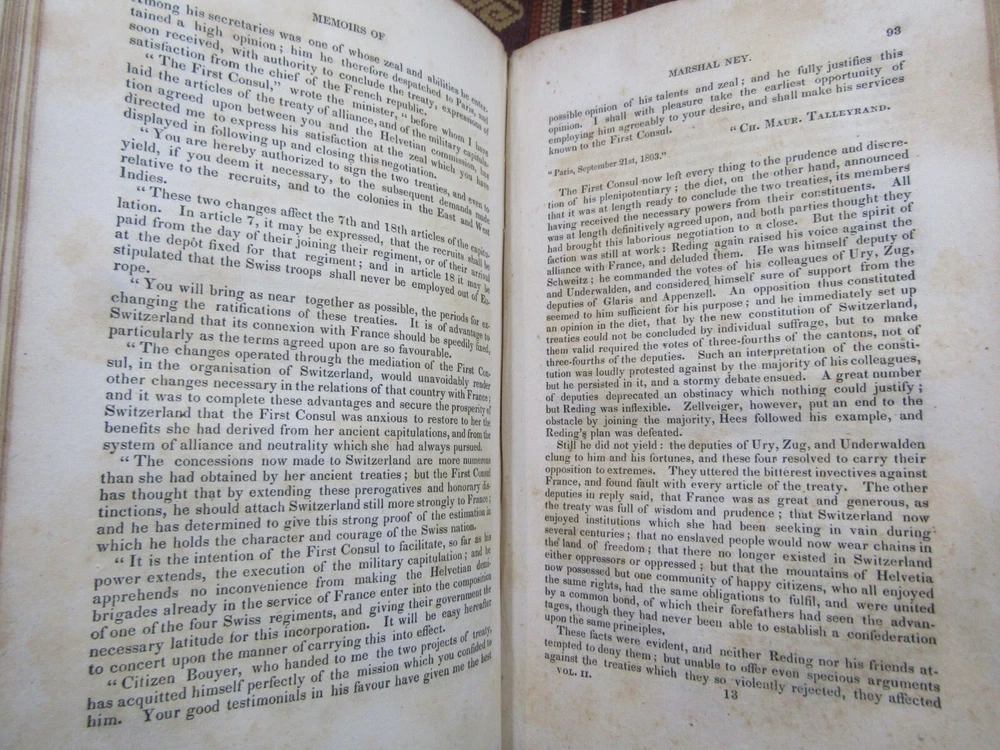 MEMOIRS OF
Among his secretaries was one of whose zeal and abilities he enter-
tained a high opinion; him he therefore despatched to Paris, and
soon received, with authority to conclude the treaty, expressions of
satisfaction from the chief of the French republic.
"The First Consul," wrote the minister, "before whom I have
laid the articles of the treaty of alliance, and of the military capitula-
tion agreed upon between you and the Helvetian commission, has
directed me to express his satisfaction at the zeal which you have
displayed in following up and closing this negotiation.
"You are hereby authorized to sign the two treaties, and even to
yield, if you deem it necessary, to the subsequent demands made
relative to the recruits, and to the colonies in the East and West
Indies.
"These two changes affect the 7th and 18th articles of the capitu-
lation. In article 7, it may be expressed, that the recruits shall be
paid from the day of their joining their regiment, or of their arrival
at the depôt fixed for that regiment; and in article 18 it may be
stipulated that the Swiss troops shall never be employed out of Eu-
rope.
"You will bring as near together as possible, the periods for ex-
changing the ratifications of these treaties. It is of advantage to
Switzerland that its connexion with France should be speedily fixed,
particularly as the terms agreed upon are so favourable.
"The changes operated through the mediation of the First Con-
sul, in the organisation of Switzerland, would unavoidably render
other changes necessary in the relations of that country with France;
and it was to complete these advantages and secure the prosperity of
Switzerland that the First Consul was anxious to restore to her the
benefits she had derived from her ancient capitulations, and from the
system of alliance and neutrality which she had always pursued.
"The concessions now made to Switzerland are more numerous
than she had obtained by her ancient treaties; but the First Consul
has thought that by extending these prerogatives and honorary dis-
tinctions, he should attach Switzerland still more strongly to France;
and he has determined to give this strong proof of the estimation in
which he holds the character and courage of the Swiss nation.
"It is the intention of the First Consul to facilitate, so far as his
power extends, the execution of the military capitulation; and he
apprehends no inconvenience from making the Helvetian demi-
brigades already in the service of France enter into the composition
of one of the four Swiss regiments, and giving their government the
necessary latitude for this incorporation. It will be easy hereafter
to concert upon the manner of carrying this into effect.
"Citizen Bouyer, who handed to me the two projects of treaty,
has acquitted himself perfectly of the mission which you confided to
him. Your good testimonials in his favour have given me the best
MARSHAL NEY. 93
possible opinion of his talents and zeal; and he fully justifies this
opinion. I shall with pleasure take the earliest opportunity of
employing him agreeably to your desire, and shall make his services
known to the First Consul.
"CH. MAUR. TALLEYRAND.
"Paris, September 21st, 1803."
The First Consul now left every thing to the prudence and discre-
tion of his plenipotentiary; the diet, on the other hand, announced
that it was at length ready to conclude the two treaties, its members
having received the necessary powers from their constituents. All
was at length definitively agreed upon, and both parties thought they
had brought this laborious negotiation to a close. But the spirit of
faction was still at work: Reding again raised his voice against the
alliance with France, and deluded them. He was himself deputy of
Schweitz; he commanded the votes of his colleagues of Ury, Zug,
and Underwalden, and considered himself sure of support from the
deputies of Glaris and Appenzell. An opposition thus constituted
seemed to him sufficient for his purpose; and he immediately set up
an opinion in the diet, that by the new constitution of Switzerland,
treaties could not be concluded by individual suffrage, but to make
them valid required the votes of three-fourths of the cantons, not of
three-fourths of the deputies. Such an interpretation of the consti-
tution was loudly protested against by the majority of his colleagues,
but he persisted in it, and a stormy debate ensued. A great number
of deputies deprecated an obstinacy which nothing could justify;
but Reding was inflexible. Zellveiger, however, put an end to the
obstacle by joining the majority, Hees followed his example, and
Reding's plan was defeated.
Still he did not yield: the deputies of Ury, Zug, and Underwalden
clung to him and his fortunes, and these four resolved to carry their
opposition to extremes. They uttered the bitterest invectives against
France, and found fault with every article of the treaty. The other
deputies in reply said, that France was as great and generous, as
the treaty was full of wisdom and prudence; that Switzerland now
enjoyed institutions which she had been seeking in vain during
several centuries; that no enslaved people would now wear chains in
the land of freedom; that there no longer existed in Switzerland
either oppressors or oppressed; but that the mountains of Helvetia
now possessed but one community of happy citizens, who all enjoyed
the same rights, had the same obligations to fulfil, and were united
by a common bond, of which their forefathers had seen the advan-
tages, though they had never been able to establish a confederation
upon the same principles.
These facts were evident, and neither Reding nor his friends at-
tempted to deny them; but unable to offer even specious arguments
against the treaties which they so violently rejected, they affected
VOL. II. 13